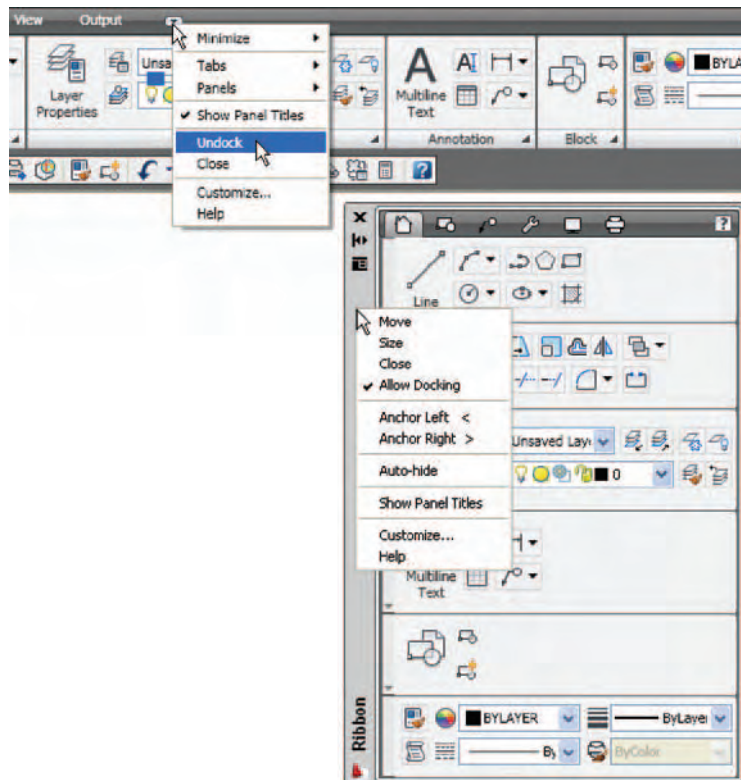 View Output
Minimize
Tabs
Panels
Show Panel Titles
Undock
Close
Customize...
Help
Layer
Properties
Unsa
A
AI
Multiline
Text
Annotation
Block
BYLA
?
?
Line
Move
Size
Close
Allow Docking
Anchor Left <
Anchor Right >
Auto-hide
Show Panel Titles
Customize...
Help
Unsaved Lay
0
Multiline
Text
BYLAYER
ByLayer
By
ByColor
Ribbon